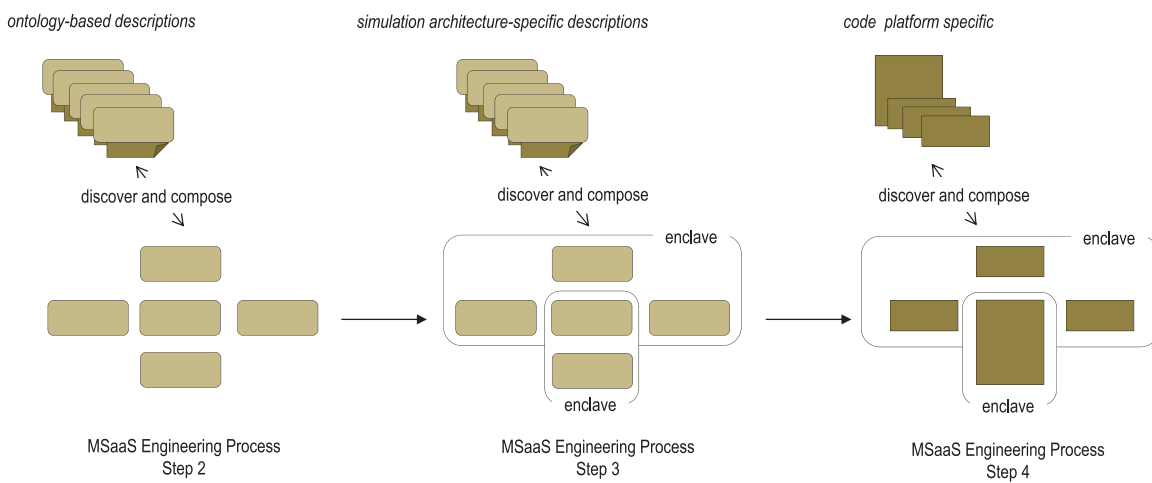 ontology-based descriptions
simulation architecture-specific descriptions
code platform specific
discover and compose
discover and compose
discover and compose
enclave
enclave
enclave
enclave
MSaaS Engineering Process
Step 2
MSaaS Engineering Process
Step 3
MSaaS Engineering Process
Step 4